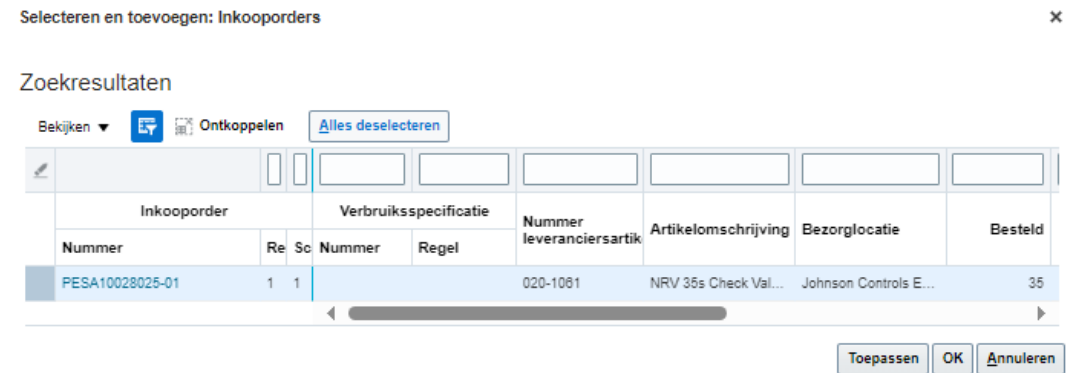 Selecteren en toevoegen: Inkooporders ×
Zoekresultaten
Bekijken ▼ Ontkoppelen Alles deselecteren
Inkooporder Verbruiksspecificatie Nummer leveranciersartik Artikelomschrijving Bezorglocatie Besteld
Nummer Re Sc Nummer Regel
PESA10028025-01 1 1 020-1061 NRV 35s Check Val... Johnson Controls E... 35
Toepassen OK Annuleren